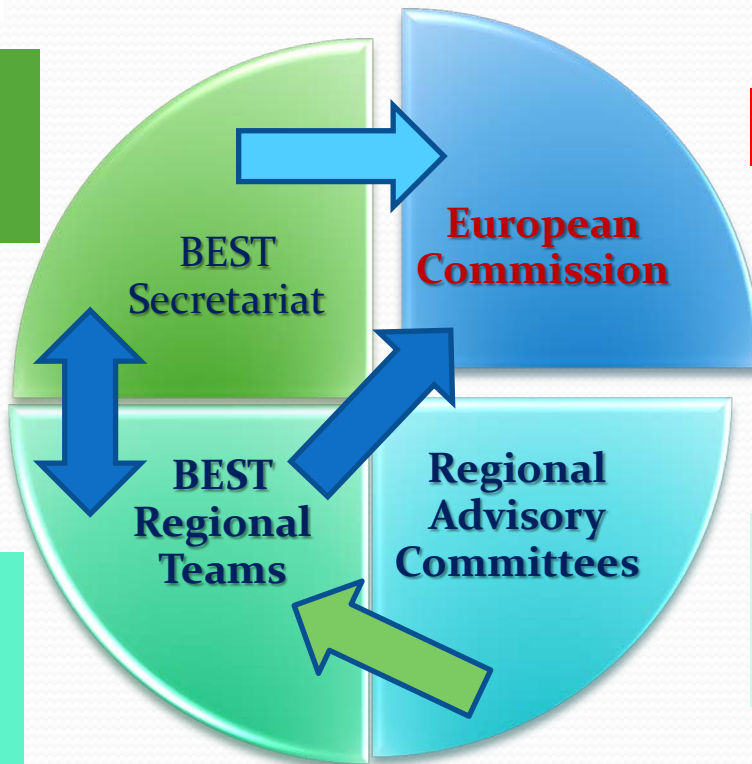 BEST
Secretariat
European
Commission
BEST
Regional
Teams
Regional
Advisory
Committees